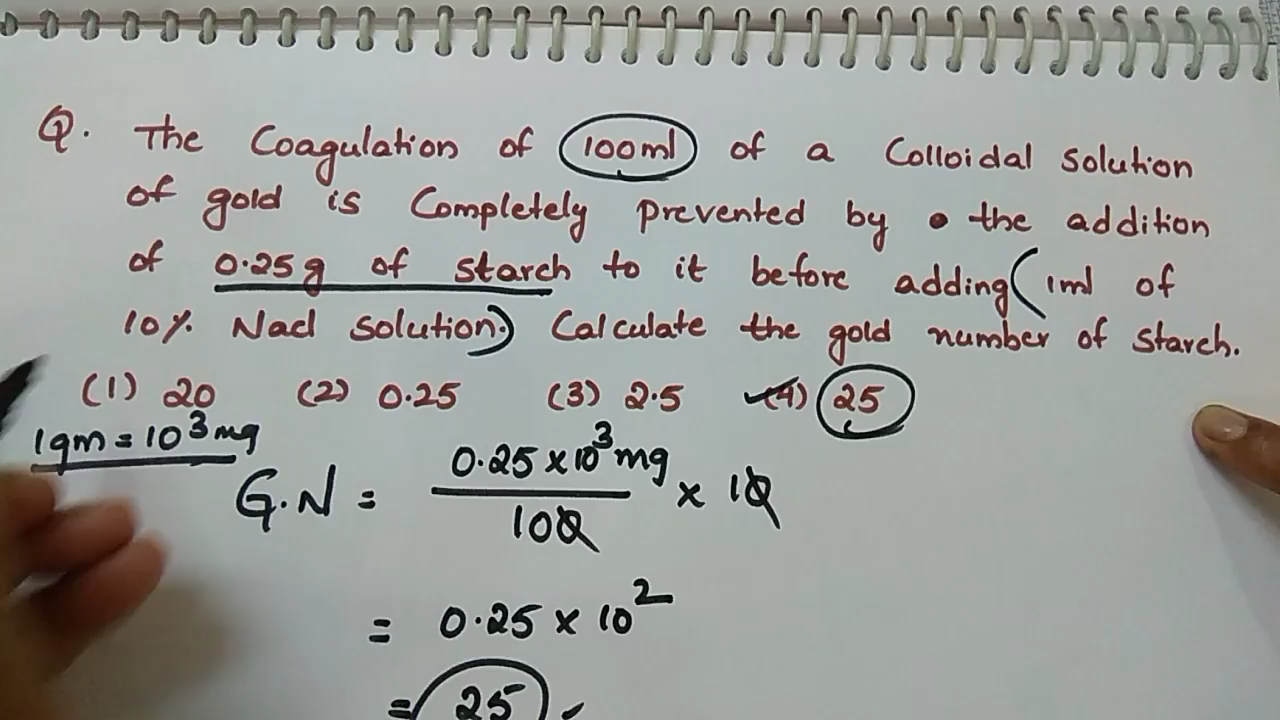 Q. The Coagulation of 100ml of a Colloidal solution
of gold is Completely prevented by the addition
of 0.25g of starch to it before adding (1ml of
10% Nacl solution.) Calculate the gold number of starch.
(1) 20 (2) 0.25 (3) 2.5 (4) 25
1gm = 10³mg
G.N = 0.25 × 10³mg / 100 × 10
= 0.25 × 10²
= 25